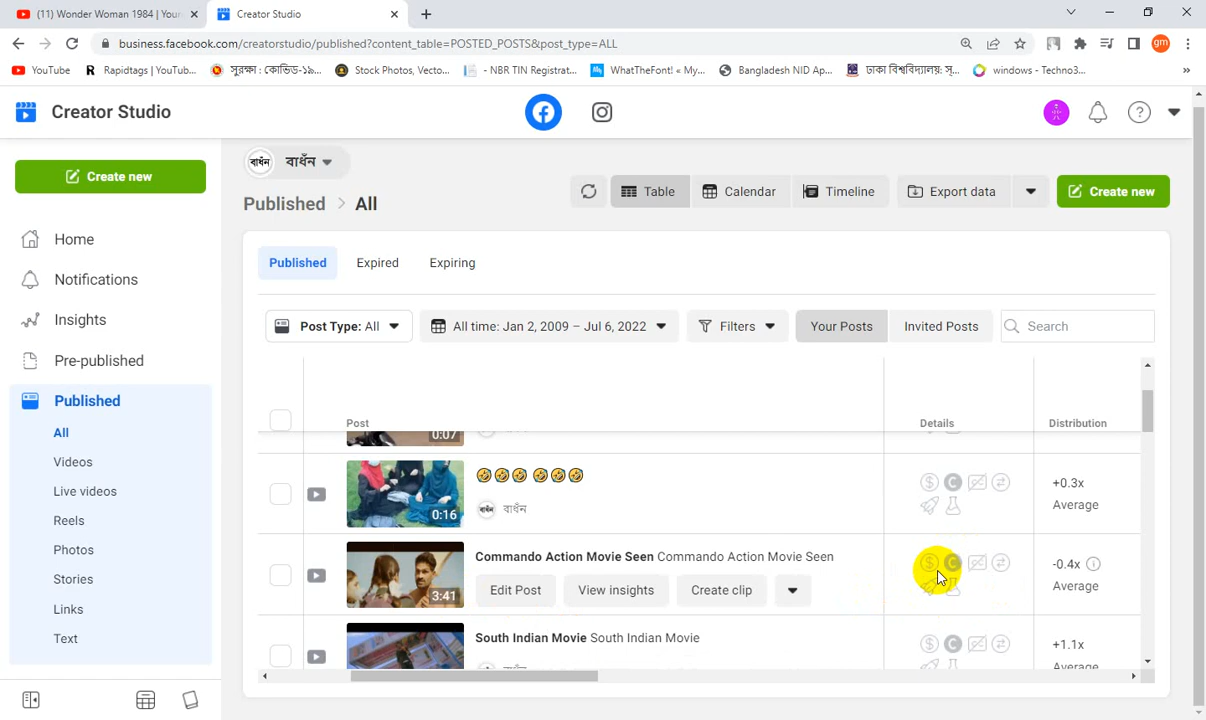 (11) Wonder Woman 1984 | Your
Creator Studio
business.facebook.com/creatorstudio/published?content_table=POSTED_POSTS&post_type=ALL
gm
YouTube
Rapidtags | YouTub...
সুরক্ষা : কোভিড-১৯...
Stock Photos, Vecto...
- NBR TIN Registrat...
WhatTheFont! « My...
Bangladesh NID Ap...
ঢাকা বিশ্ববিদ্যালয়: স্...
windows - Techno3...
Creator Studio
Create new
বাধঁন
বাধঁন
Published > All
Table
Calendar
Timeline
Export data
Create new
Home
Notifications
Insights
Pre-published
Published
All
Videos
Live videos
Reels
Photos
Stories
Links
Text
Published
Expired
Expiring
Post Type: All
All time: Jan 2, 2009 – Jul 6, 2022
Filters
Your Posts
Invited Posts
Search
Post
Details
Distribution
0:07
🤣🤣🤣 🤣🤣🤣
0:16
বাধঁন
+0.3x
Average
Commando Action Movie Seen Commando Action Movie Seen
3:41
Edit Post
View insights
Create clip
-0.4x
Average
South Indian Movie South Indian Movie
+1.1x
Average